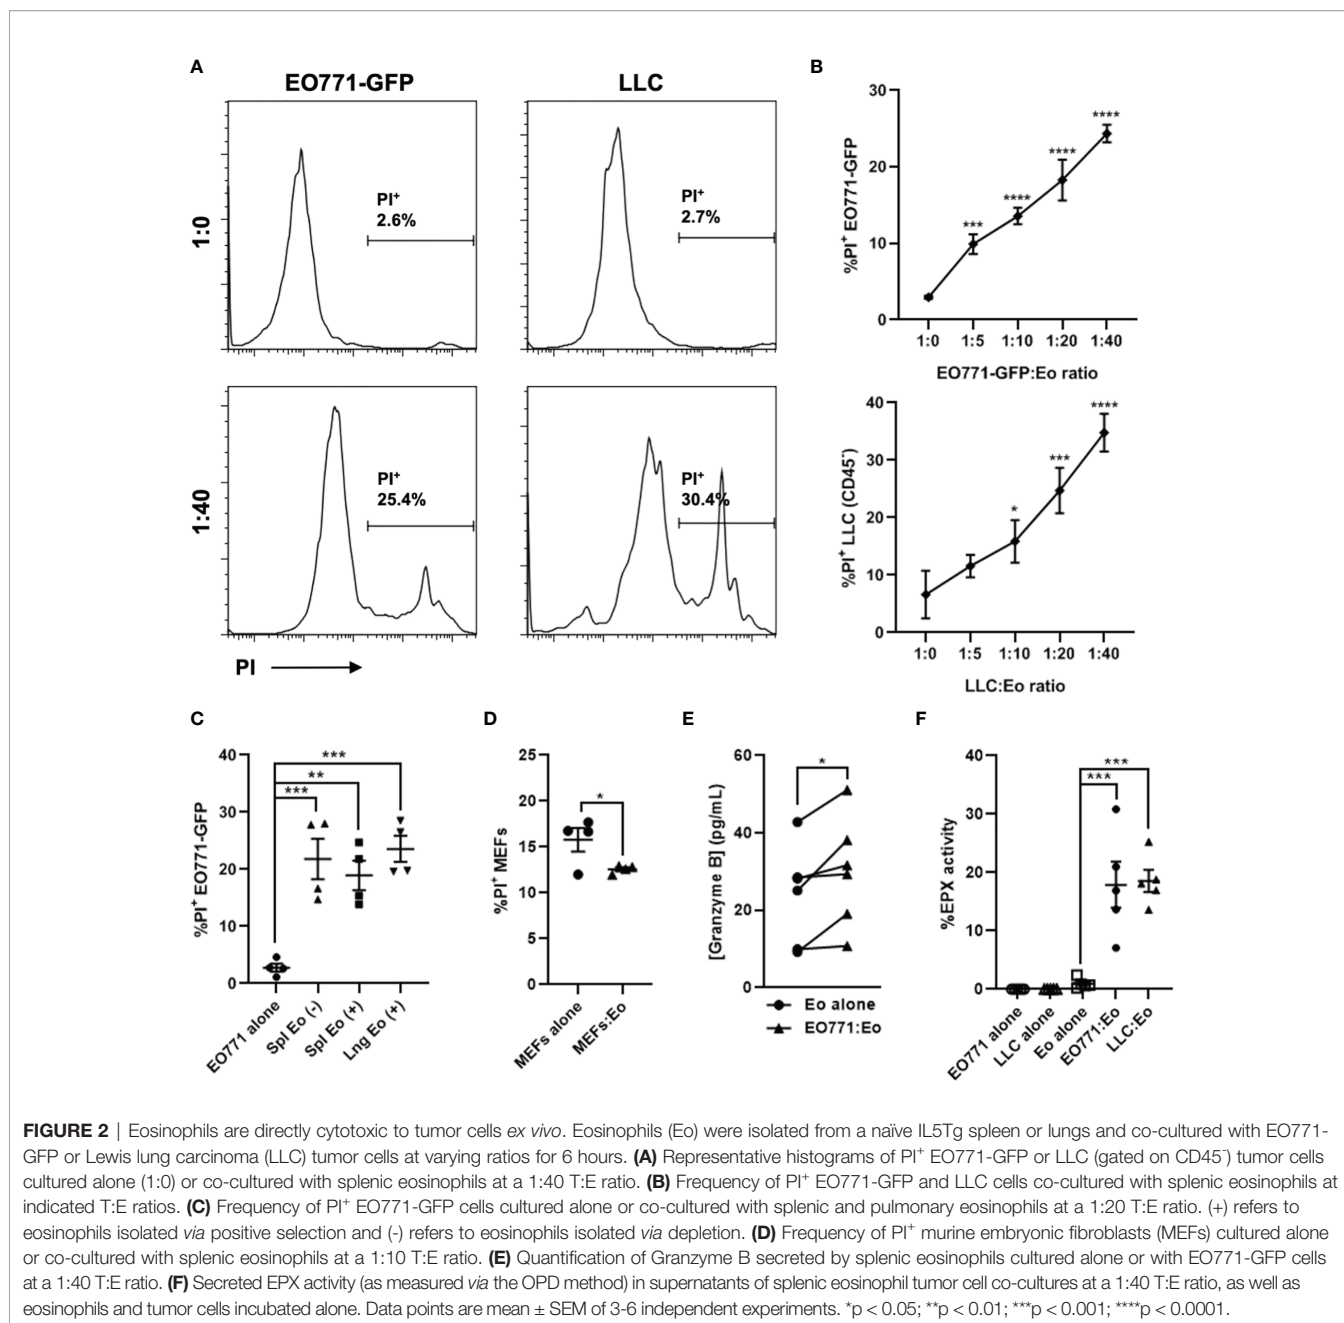 A
EO771-GFP
LLC
1:0
PI⁺
2.6%
PI⁺
2.7%
1:40
PI⁺
25.4%
PI⁺
30.4%
PI
B
%PI⁺ EO771-GFP
30
20
10
0
***
****
****
****
1:0 1:5 1:10 1:20 1:40
EO771-GFP:Eo ratio
%PI⁺ LLC (CD45⁻)
40
30
20
10
0
*
***
****
1:0 1:5 1:10 1:20 1:40
LLC:Eo ratio
C
%PI⁺ EO771-GFP
40
30
20
10
0
***
**
***
EO771 alone
Spl Eo (-)
Spl Eo (+)
Lng Eo (+)
D
%PI⁺ MEFs
25
20
15
10
5
0
*
MEFs alone
MEFs:Eo
E
[Granzyme B] (pg/mL)
60
40
20
0
*
Eo alone
EO771:Eo
F
%EPX activity
40
30
20
10
0
***
***
EO771 alone
LLC alone
Eo alone
EO771:Eo
LLC:Eo
FIGURE 2 | Eosinophils are directly cytotoxic to tumor cells ex vivo. Eosinophils (Eo) were isolated from a naïve IL5Tg spleen or lungs and co-cultured with EO771-
GFP or Lewis lung carcinoma (LLC) tumor cells at varying ratios for 6 hours. (A) Representative histograms of PI⁺ EO771-GFP or LLC (gated on CD45⁻) tumor cells
cultured alone (1:0) or co-cultured with splenic eosinophils at a 1:40 T:E ratio. (B) Frequency of PI⁺ EO771-GFP and LLC cells co-cultured with splenic eosinophils at
indicated T:E ratios. (C) Frequency of PI⁺ EO771-GFP cells cultured alone or co-cultured with splenic and pulmonary eosinophils at a 1:20 T:E ratio. (+) refers to
eosinophils isolated via positive selection and (-) refers to eosinophils isolated via depletion. (D) Frequency of PI⁺ murine embryonic fibroblasts (MEFs) cultured alone
or co-cultured with splenic eosinophils at a 1:10 T:E ratio. (E) Quantification of Granzyme B secreted by splenic eosinophils cultured alone or with EO771-GFP cells
at a 1:40 T:E ratio. (F) Secreted EPX activity (as measured via the OPD method) in supernatants of splenic eosinophil tumor cell co-cultures at a 1:40 T:E ratio, as well as
eosinophils and tumor cells incubated alone. Data points are mean ± SEM of 3-6 independent experiments. *p < 0.05; **p < 0.01; ***p < 0.001; ****p < 0.0001.